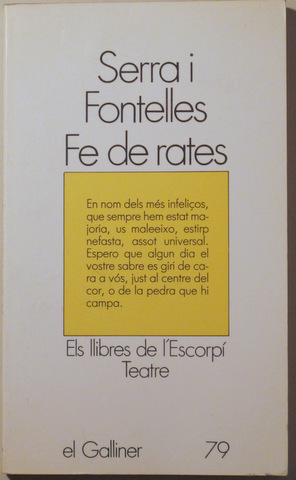 Serra i
Fontelles
Fe de rates
En nom dels més infeliços,
que sempre hem estat ma-
joria, us maleeixo, estirp
nefasta, assot universal.
Espero que algun dia el
vostre sabre es giri de ca-
ra a vós, just al centre del
cor, o de la pedra que hi
campa.
Els llibres de l'Escorpí
Teatre
el Galliner 79